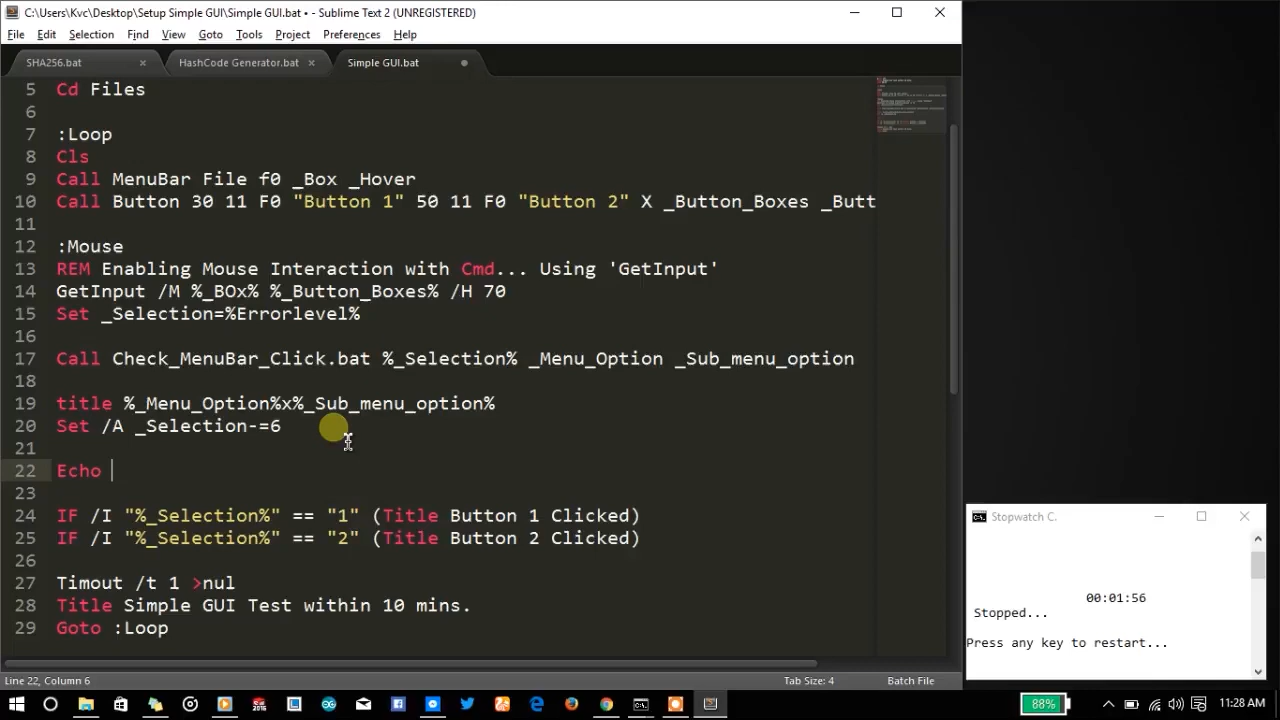 C:\Users\Kvc\Desktop\Setup Simple GUI\Simple GUI.bat • - Sublime Text 2 (UNREGISTERED)
File Edit Selection Find View Goto Tools Project Preferences Help
SHA256.bat HashCode Generator.bat Simple GUI.bat
5 Cd Files
6
7 :Loop
8 Cls
9 Call MenuBar File f0 _Box _Hover
10 Call Button 30 11 F0 "Button 1" 50 11 F0 "Button 2" X _Button_Boxes _Butt
11
12 :Mouse
13 REM Enabling Mouse Interaction with Cmd... Using 'GetInput'
14 GetInput /M %_BOx% %_Button_Boxes% /H 70
15 Set _Selection=%Errorlevel%
16
17 Call Check_MenuBar_Click.bat %_Selection% _Menu_Option _Sub_menu_option
18
19 title %_Menu_Option%x%_Sub_menu_option%
20 Set /A _Selection-=6
21
22 Echo
23
24 IF /I "%_Selection%" == "1" (Title Button 1 Clicked)
25 IF /I "%_Selection%" == "2" (Title Button 2 Clicked)
26
27 Timout /t 1 >nul
28 Title Simple GUI Test within 10 mins.
29 Goto :Loop
Line 22, Column 6 Tab Size: 4 Batch File
Stopwatch C.
00:01:56
Stopped...
Press any key to restart...
88% 11:28 AM